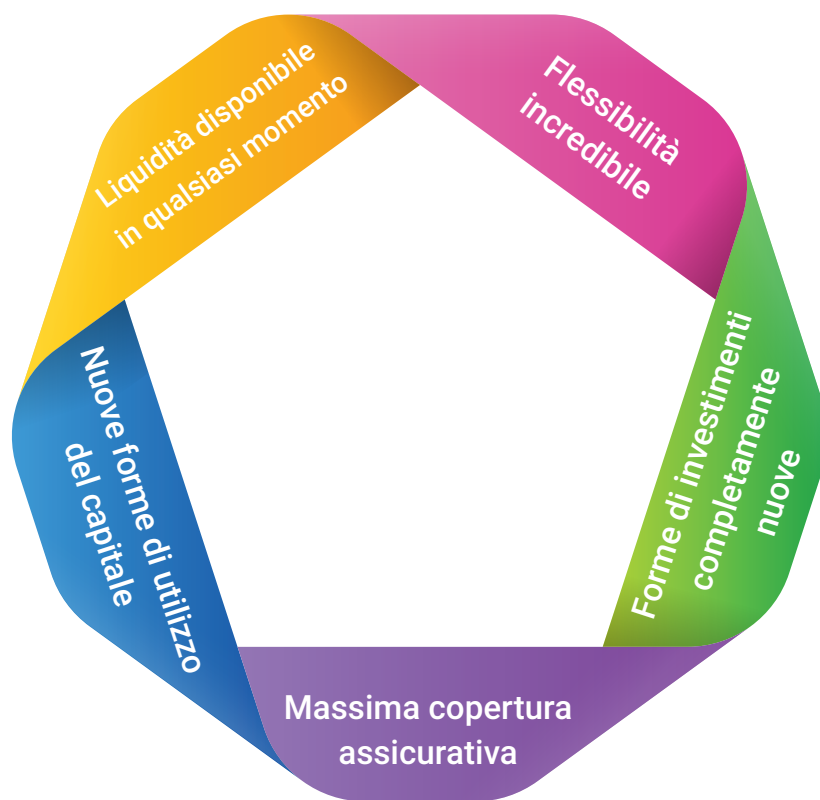 Liquidità disponibile
in qualsiasi momento
Flessibilità
incredibile
Forme di investimenti
completamente
nuove
Massima copertura
assicurativa
Nuove forme di utilizzo
del capitale